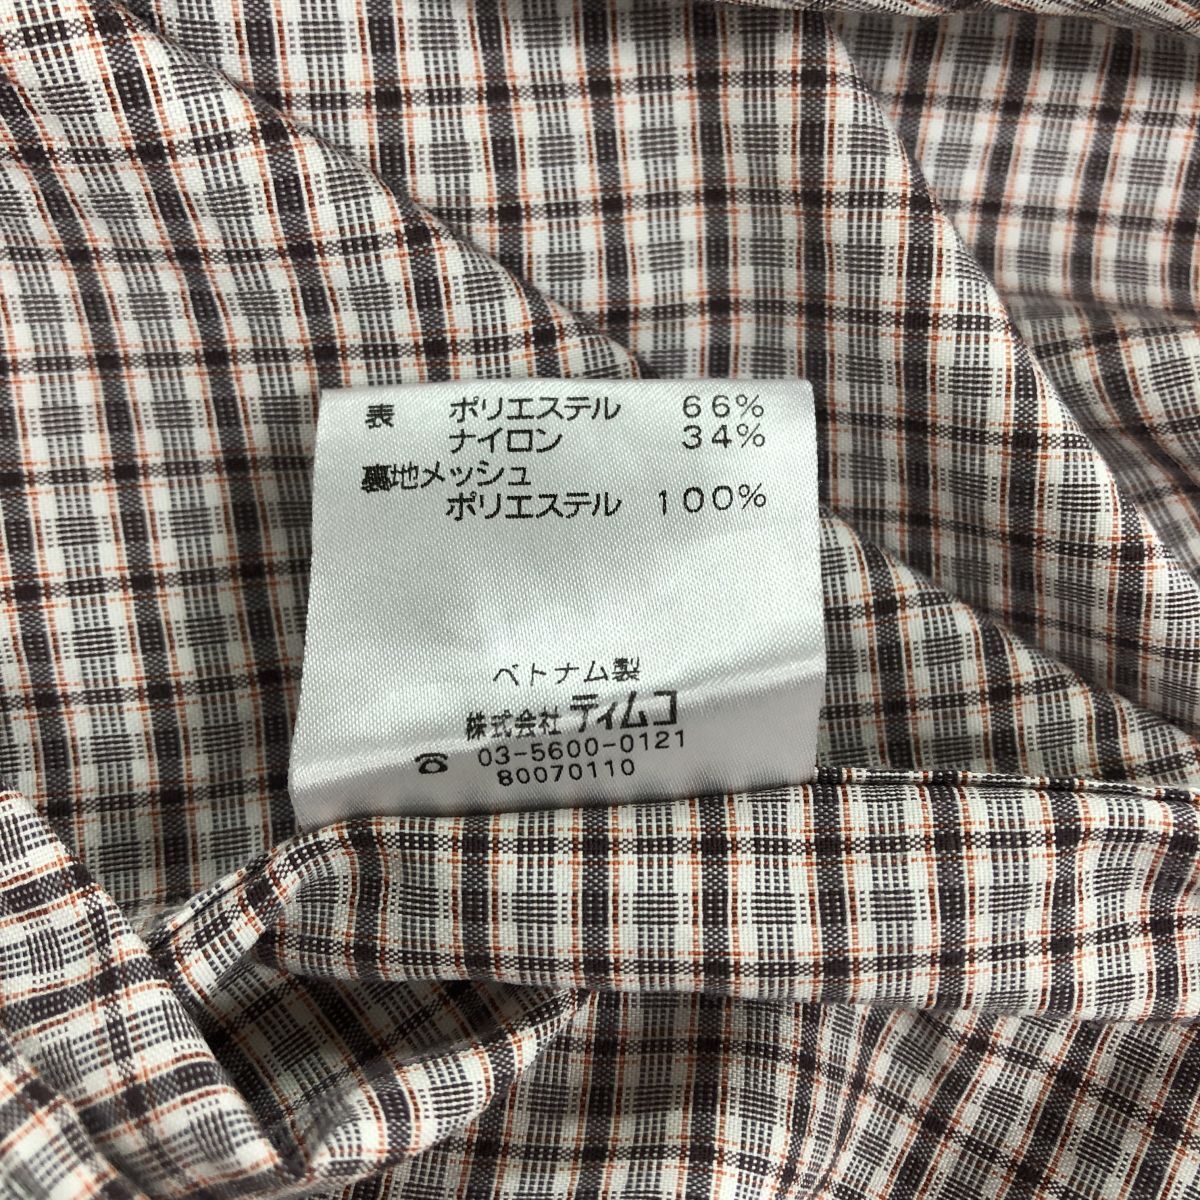 表 ポリエステル 66%
ナイロン 34%
裏地メッシュ
ポリエステル 100%
ベトナム製
株式会社 ティムコ
☎ 03-5600-0121
80070110